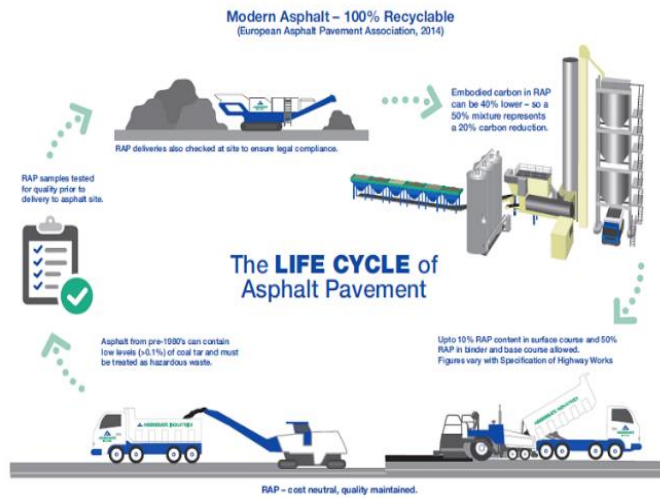 Modern Asphalt – 100% Recyclable
(European Asphalt Pavement Association, 2014)
Embodied carbon in RAP
can be 40% lower – so a
50% mixture represents
a 20% carbon reduction.
RAP deliveries also checked at site to ensure legal compliance.
RAP samples tested
for quality prior to
delivery to asphalt site.
The LIFE CYCLE of
Asphalt Pavement
Asphalt from pre-1980's can contain
low levels (>0.1%) of coal tar and must
be treated as hazardous waste.
Upto 10% RAP content in surface course and 50%
RAP in binder and base course allowed.
Figures vary with Specification of Highway Works
RAP – cost neutral, quality maintained.